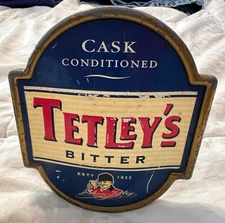 CASK
CONDITIONED
TETLEY'S
BITTER
ESTD 1822